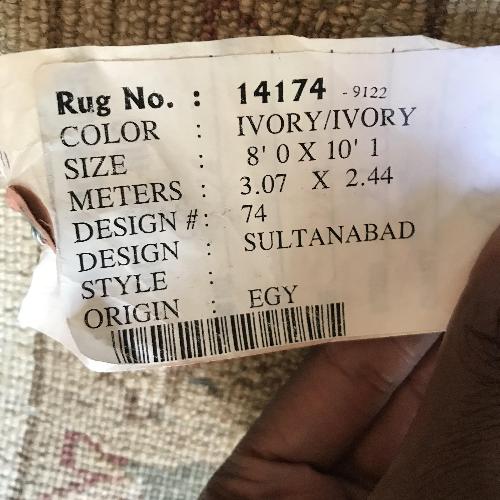 Rug No. : 14174 - 9122
COLOR : IVORY/IVORY
SIZE : 8' 0 X 10' 1
METERS : 3.07 X 2.44
DESIGN # : 74
DESIGN : SULTANABAD
STYLE :
ORIGIN : EGY